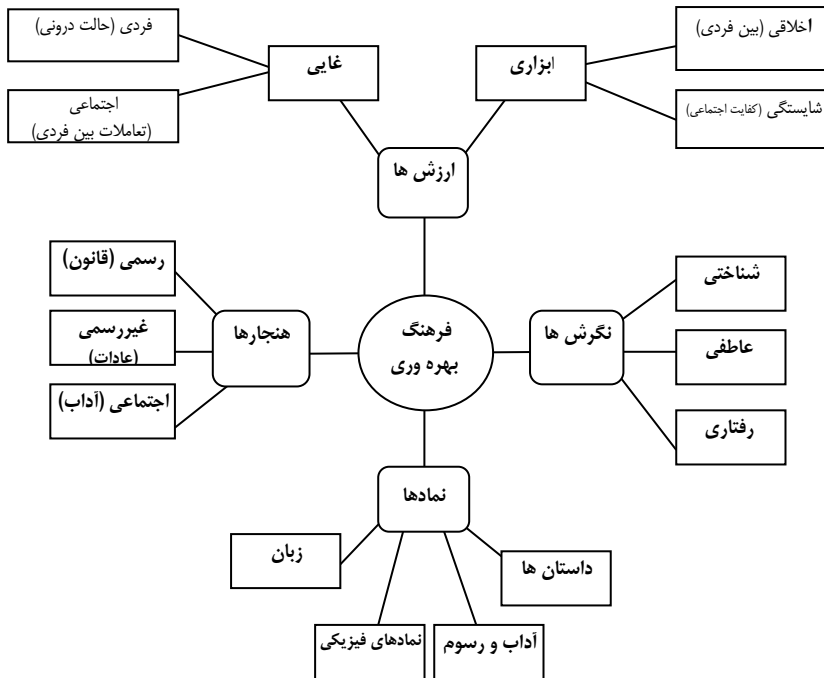 اخلاقی (بین فردی)
فردی (حالت درونی)
ابزاری
غایی
شایستگی (کفایت اجتماعی)
اجتماعی
(تعاملات بین فردی)
ارزش ها
شناختی
رسمی (قانون)
نگرش ها
فرهنگ
بهره وری
هنجارها
عاطفی
غیررسمی
(عادات)
رفتاری
اجتماعی (آداب)
نمادها
داستان ها
زبان
آداب و رسوم
نمادهای فیزیکی